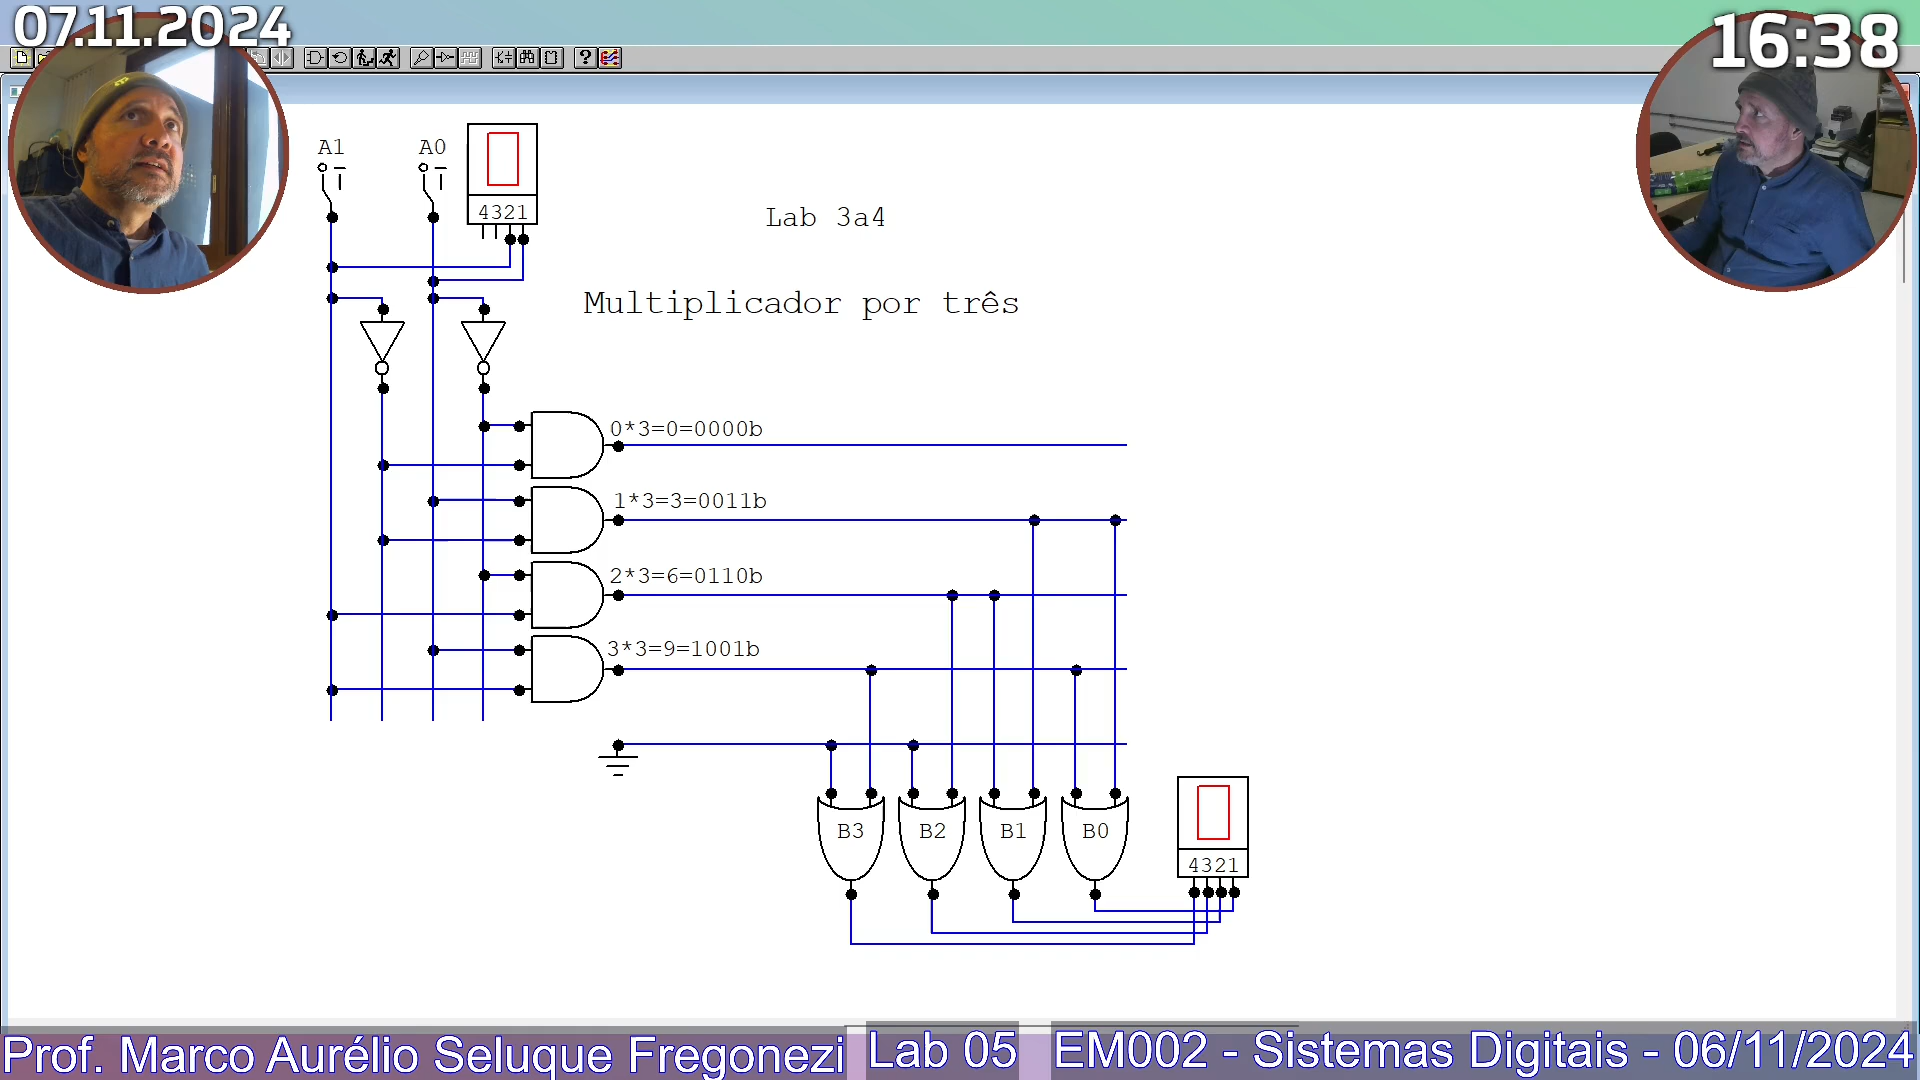 07.11.2024
16:38
A1
A0
4321
Lab 3a4
Multiplicador por três
0*3=0=0000b
1*3=3=0011b
2*3=6=0110b
3*3=9=1001b
B3
B2
B1
B0
4321
Prof. Marco Aurélio Seluque Fregonezi
Lab 05
EM002 - Sistemas Digitais - 06/11/2024